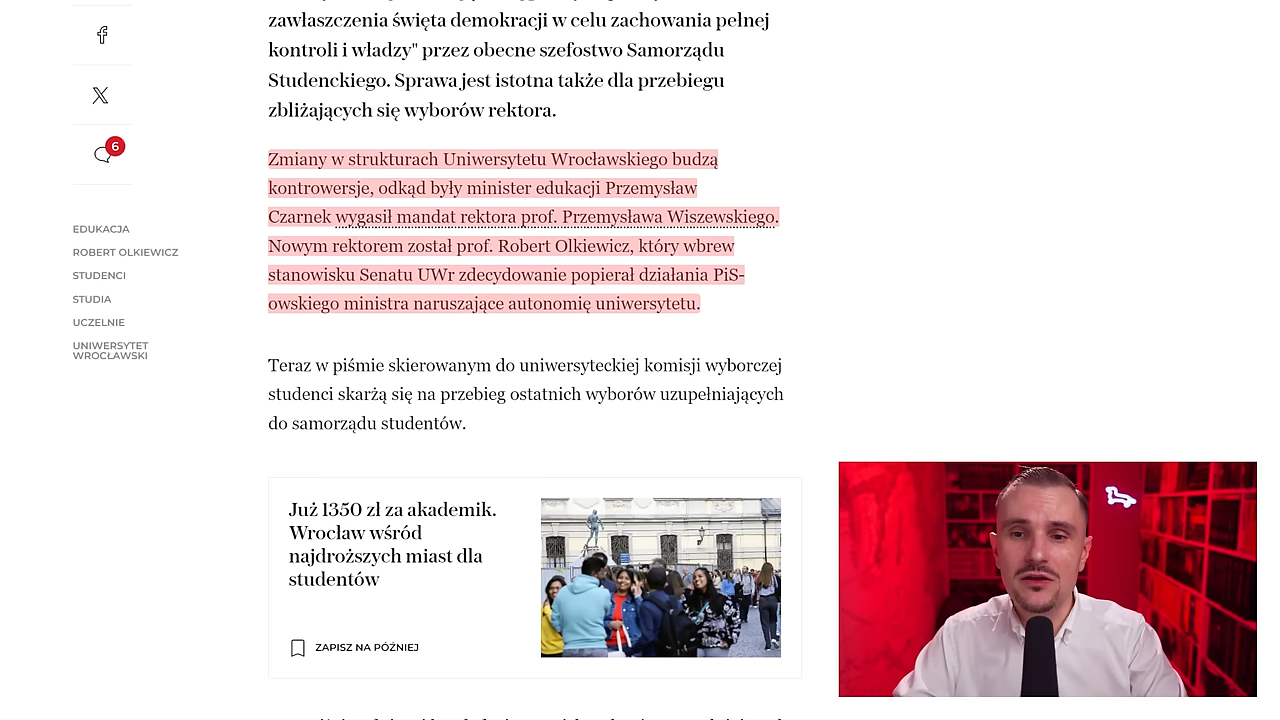 zawłaszczenia święta demokracji w celu zachowania pełnej
kontroli i władzy" przez obecne szefostwo Samorządu
Studenckiego. Sprawa jest istotna także dla przebiegu
zbliżających się wyborów rektora.
6
EDUKACJA
ROBERT OLKIEWICZ
STUDENCI
STUDIA
UCZELNIE
UNIWERSYTET
WROCŁAWSKI
Zmiany w strukturach Uniwersytetu Wrocławskiego budzą
kontrowersje, odkąd były minister edukacji Przemysław
Czarnek wygasił mandat rektora prof. Przemysława Wiszewskiego.
Nowym rektorem został prof. Robert Olkiewicz, który wbrew
stanowisku Senatu UWr zdecydowanie popierał działania PiS-
owskiego ministra naruszające autonomię uniwersytetu.
Teraz w piśmie skierowanym do uniwersyteckiej komisji wyborczej
studenci skarżą się na przebieg ostatnich wyborów uzupełniających
do samorządu studentów.
Już 1350 zł za akademik.
Wrocław wśród
najdroższych miast dla
studentów
ZAPISZ NA PÓŹNIEJ